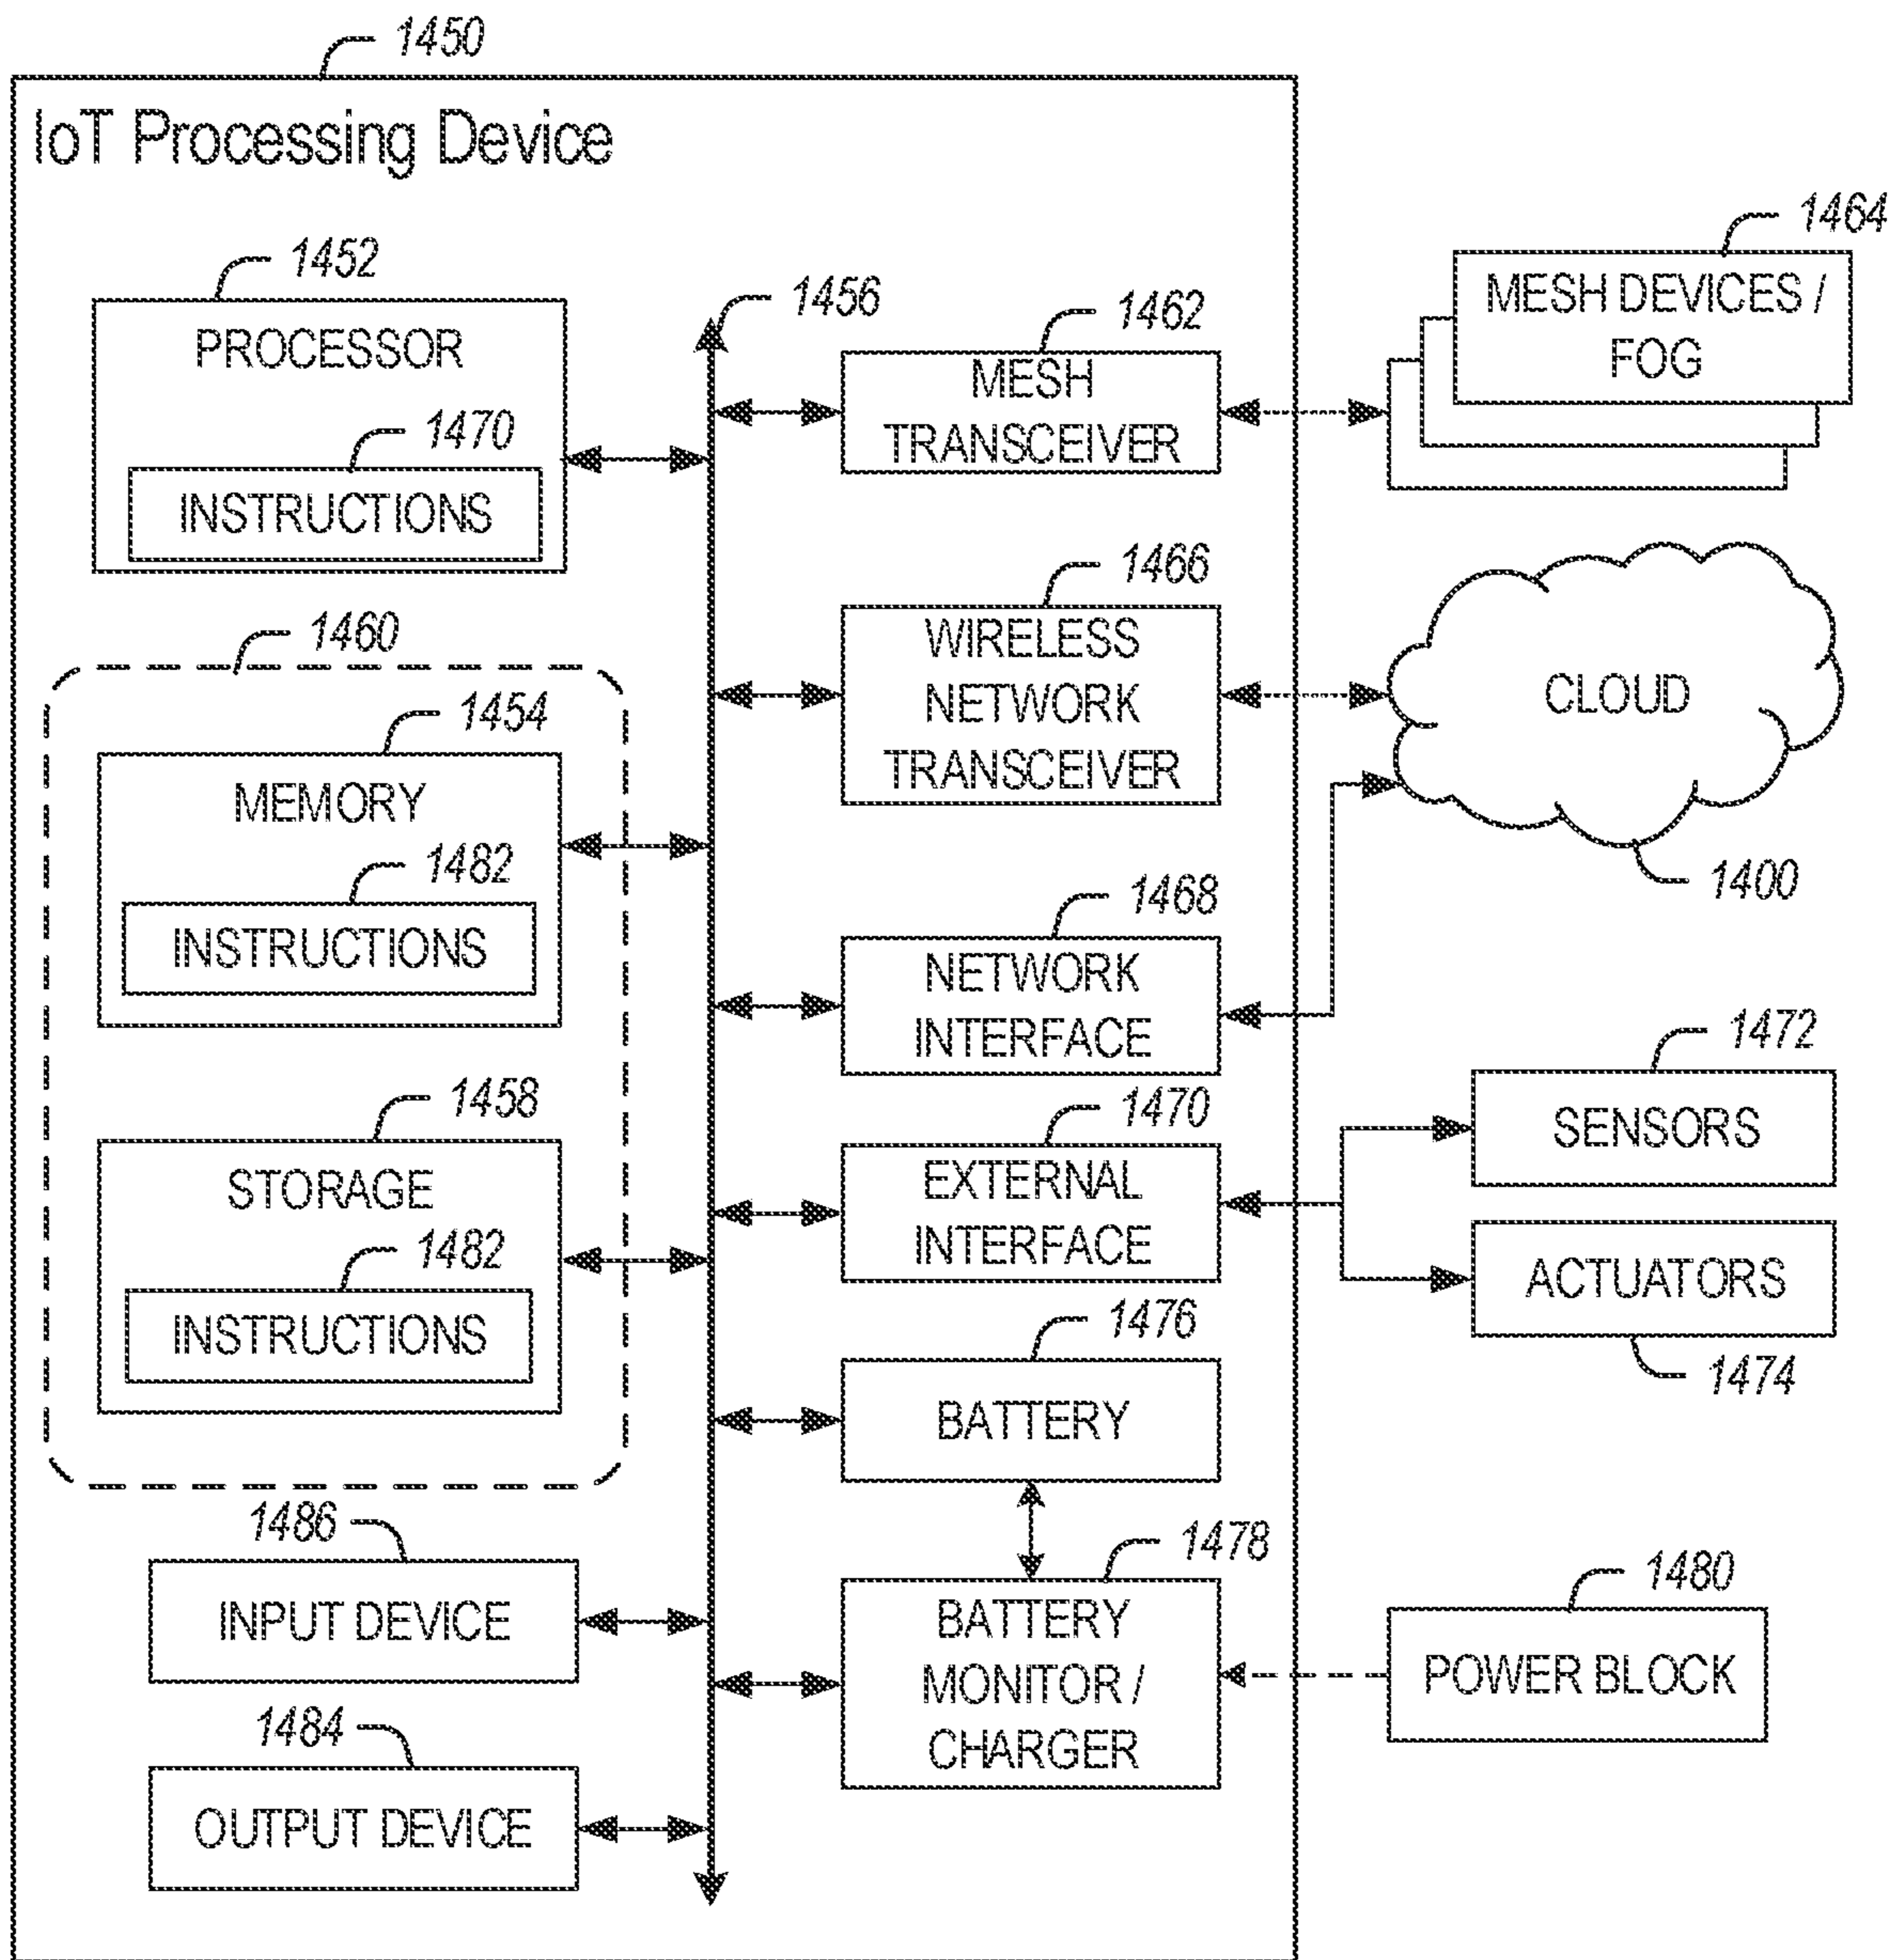 1450
IoT Processing Device
1452
PROCESSOR
1470
INSTRUCTIONS
1460
1454
MEMORY
1482
INSTRUCTIONS
1458
STORAGE
1482
INSTRUCTIONS
1486
INPUT DEVICE
1484
OUTPUT DEVICE
1456
1462
MESH
TRANSCEIVER
1466
WIRELESS
NETWORK
TRANSCEIVER
1468
NETWORK
INTERFACE
1470
EXTERNAL
INTERFACE
1476
BATTERY
1478
BATTERY
MONITOR /
CHARGER
1464
MESH DEVICES /
FOG
CLOUD
1400
1472
SENSORS
ACTUATORS
1474
1480
POWER BLOCK